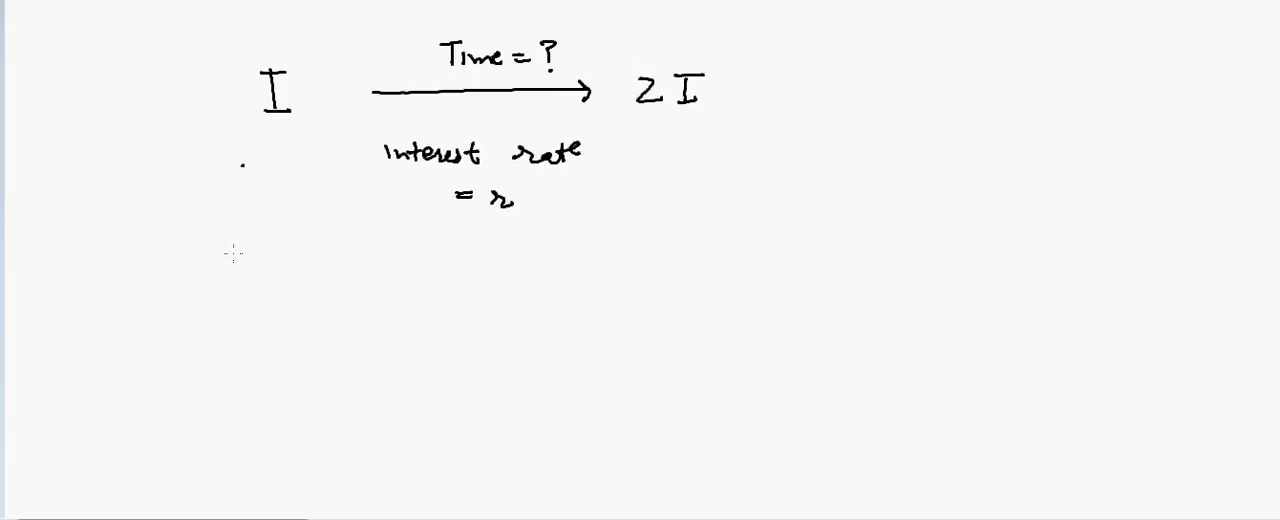 Time = ?
I → 2 I
interest rate
= r